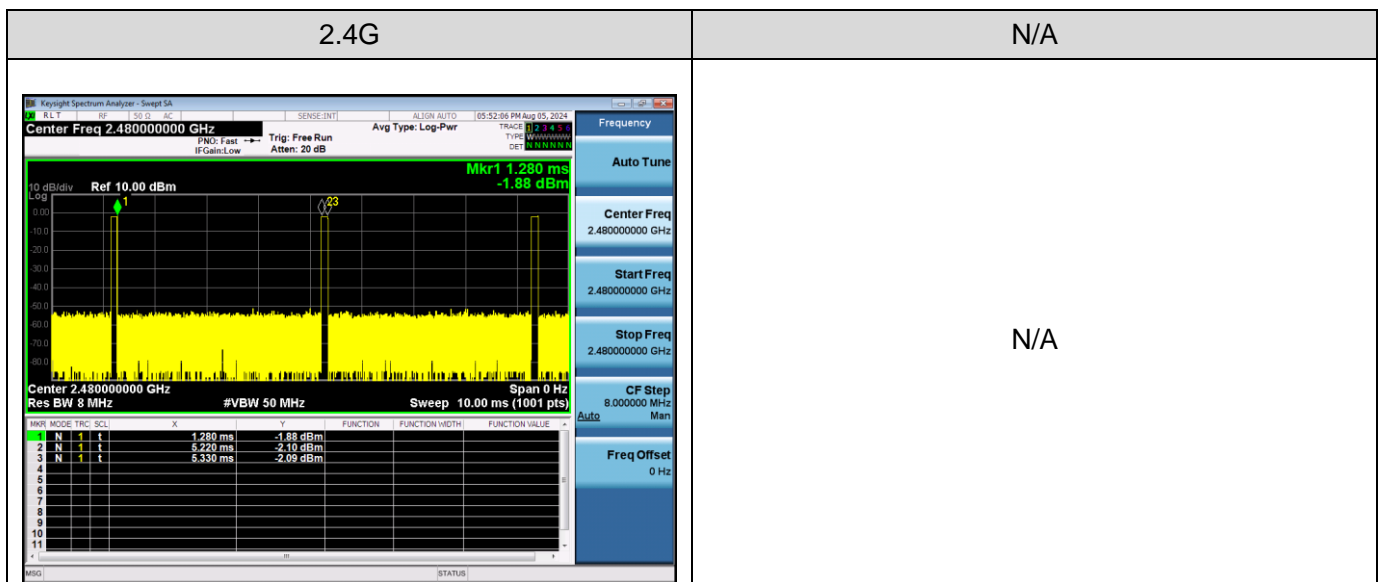 2.4G N/A
Keysight Spectrum Analyzer - Swept SA
RLT RF 50 Ω AC SENSE:INT ALIGN AUTO 05:52:06 PM Aug 05, 2024
Center Freq 2.480000000 GHz Avg Type: Log-Pwr TRACE 1 2 3 4 5 6
PNO: Fast Trig: Free Run TYPE WWWWWW
IFGain:Low Atten: 20 dB DET N N N N N N
Mkr1 1.280 ms
10 dB/div Ref 10.00 dBm -1.88 dBm
Log
1 23
0.00
-10.0
-20.0
-30.0
-40.0
-50.0
-60.0
-70.0
-80.0
Center 2.480000000 GHz Span 0 Hz
Res BW 8 MHz #VBW 50 MHz Sweep 10.00 ms (1001 pts)
MKR MODE TRC SCL X Y FUNCTION FUNCTION WIDTH FUNCTION VALUE
1 N 1 t 1.280 ms -1.88 dBm
2 N 1 t 5.220 ms -2.10 dBm
3 N 1 t 5.330 ms -2.09 dBm
4
5
6
7
8
9
10
11
MSG STATUS
Frequency
Auto Tune
Center Freq
2.480000000 GHz
Start Freq
2.480000000 GHz
Stop Freq
2.480000000 GHz
CF Step
8.000000 MHz
Auto Man
Freq Offset
0 Hz
N/A